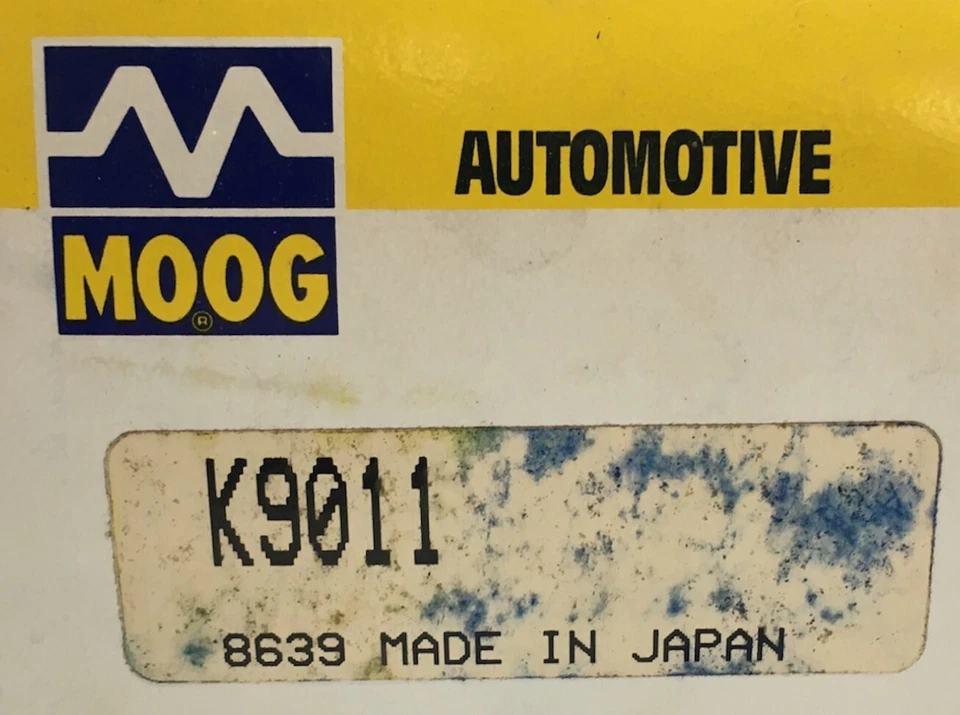 AUTOMOTIVE
MOOG
®
K9011
8639 MADE IN JAPAN